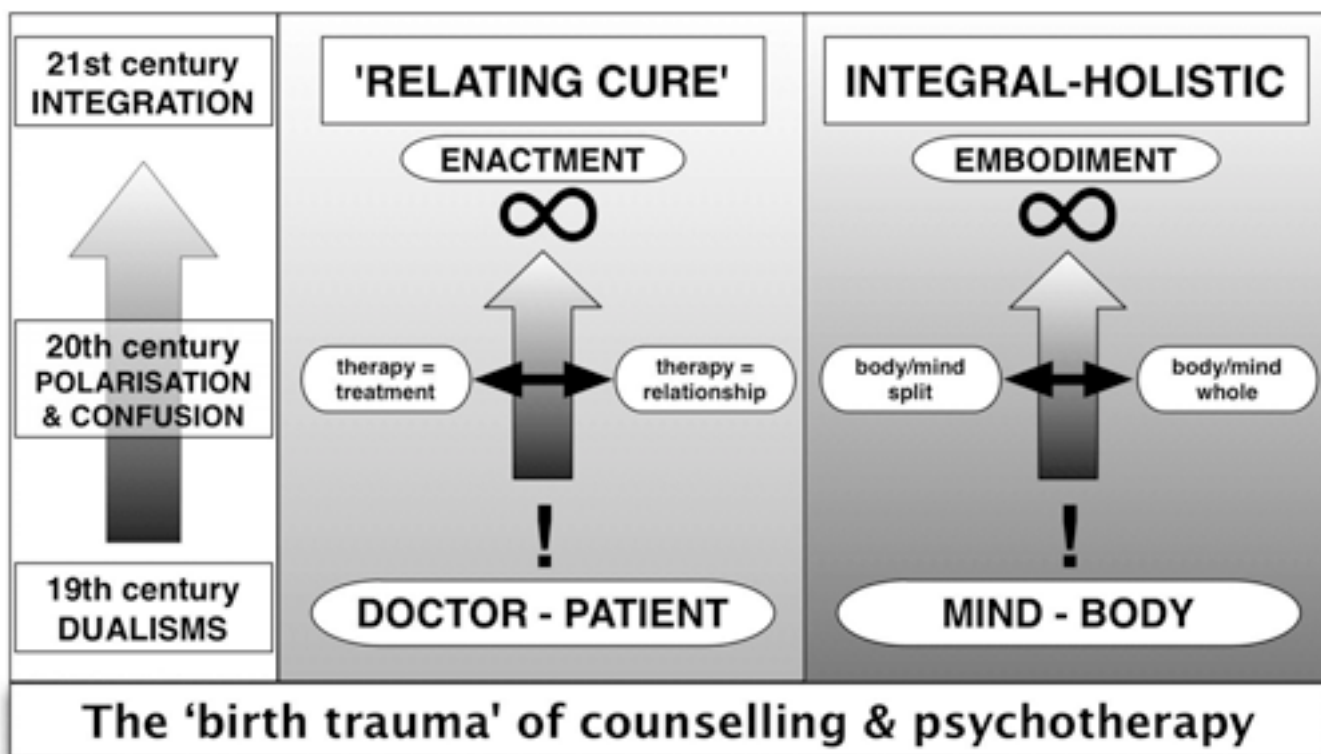 21st century
INTEGRATION
'RELATING CURE'
INTEGRAL-HOLISTIC
ENACTMENT
EMBODIMENT
∞
∞
20th century
POLARISATION
& CONFUSION
therapy =
treatment
therapy =
relationship
body/mind
split
body/mind
whole
!
!
19th century
DUALISMS
DOCTOR - PATIENT
MIND - BODY
The ‘birth trauma' of counselling & psychotherapy